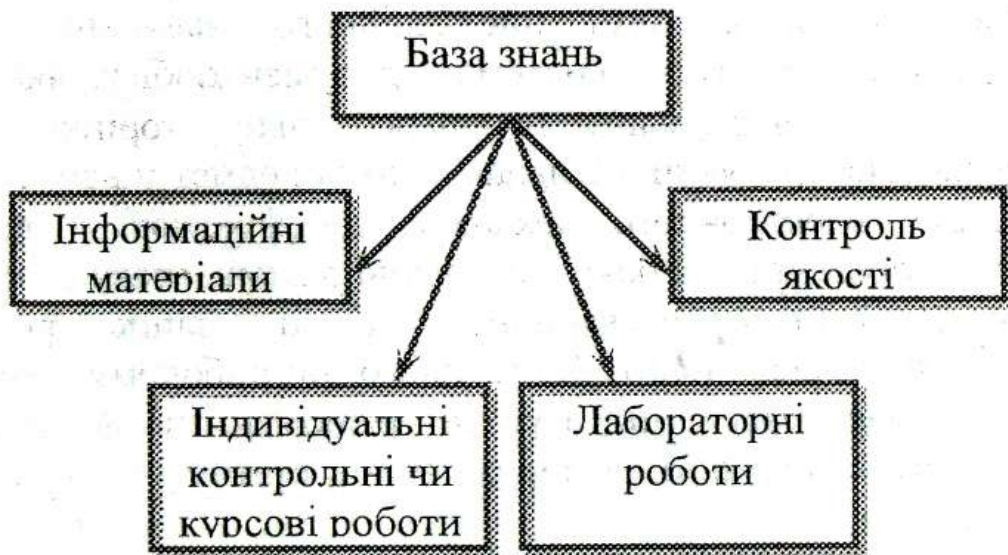 База знань
Інформаційні
матеріали
Контроль
якості
Індивідуальні
контрольні чи
курсові роботи
Лабораторні
роботи